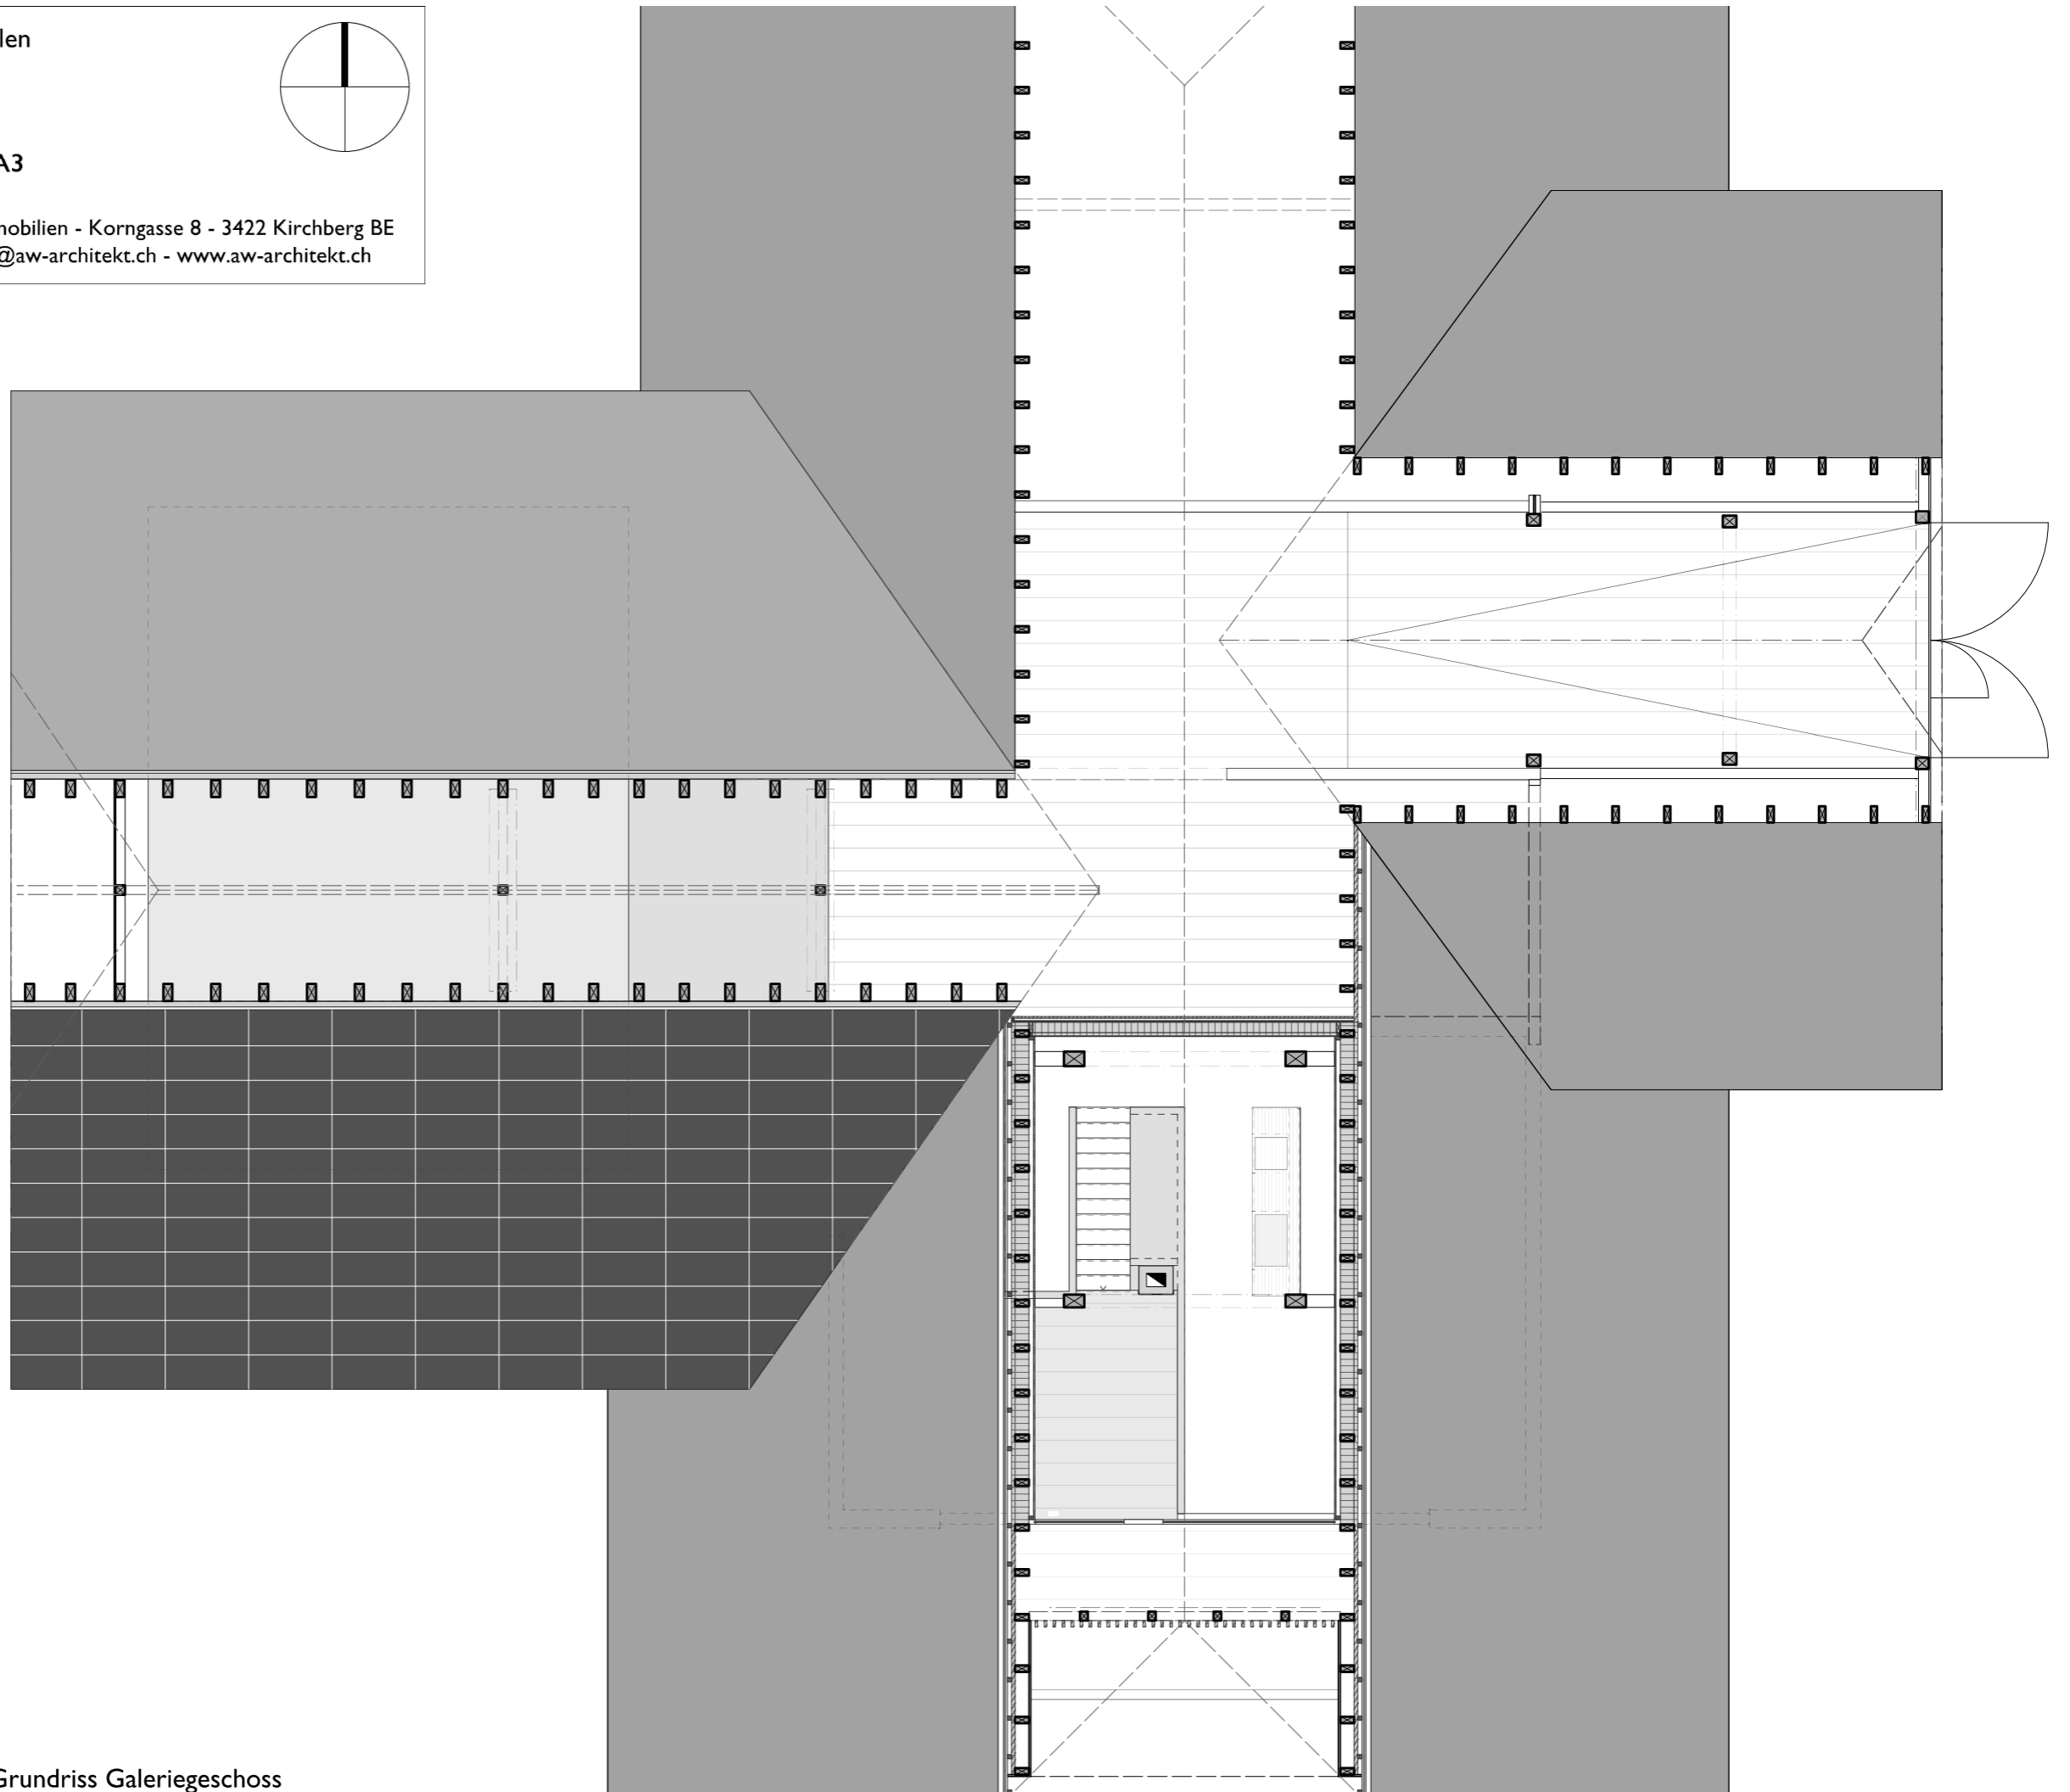 len
A3
nobilien - Korngasse 8 - 3422 Kirchberg BE
@aw-architekt.ch - www.aw-architekt.ch
Grundriss Galeriegeschoss